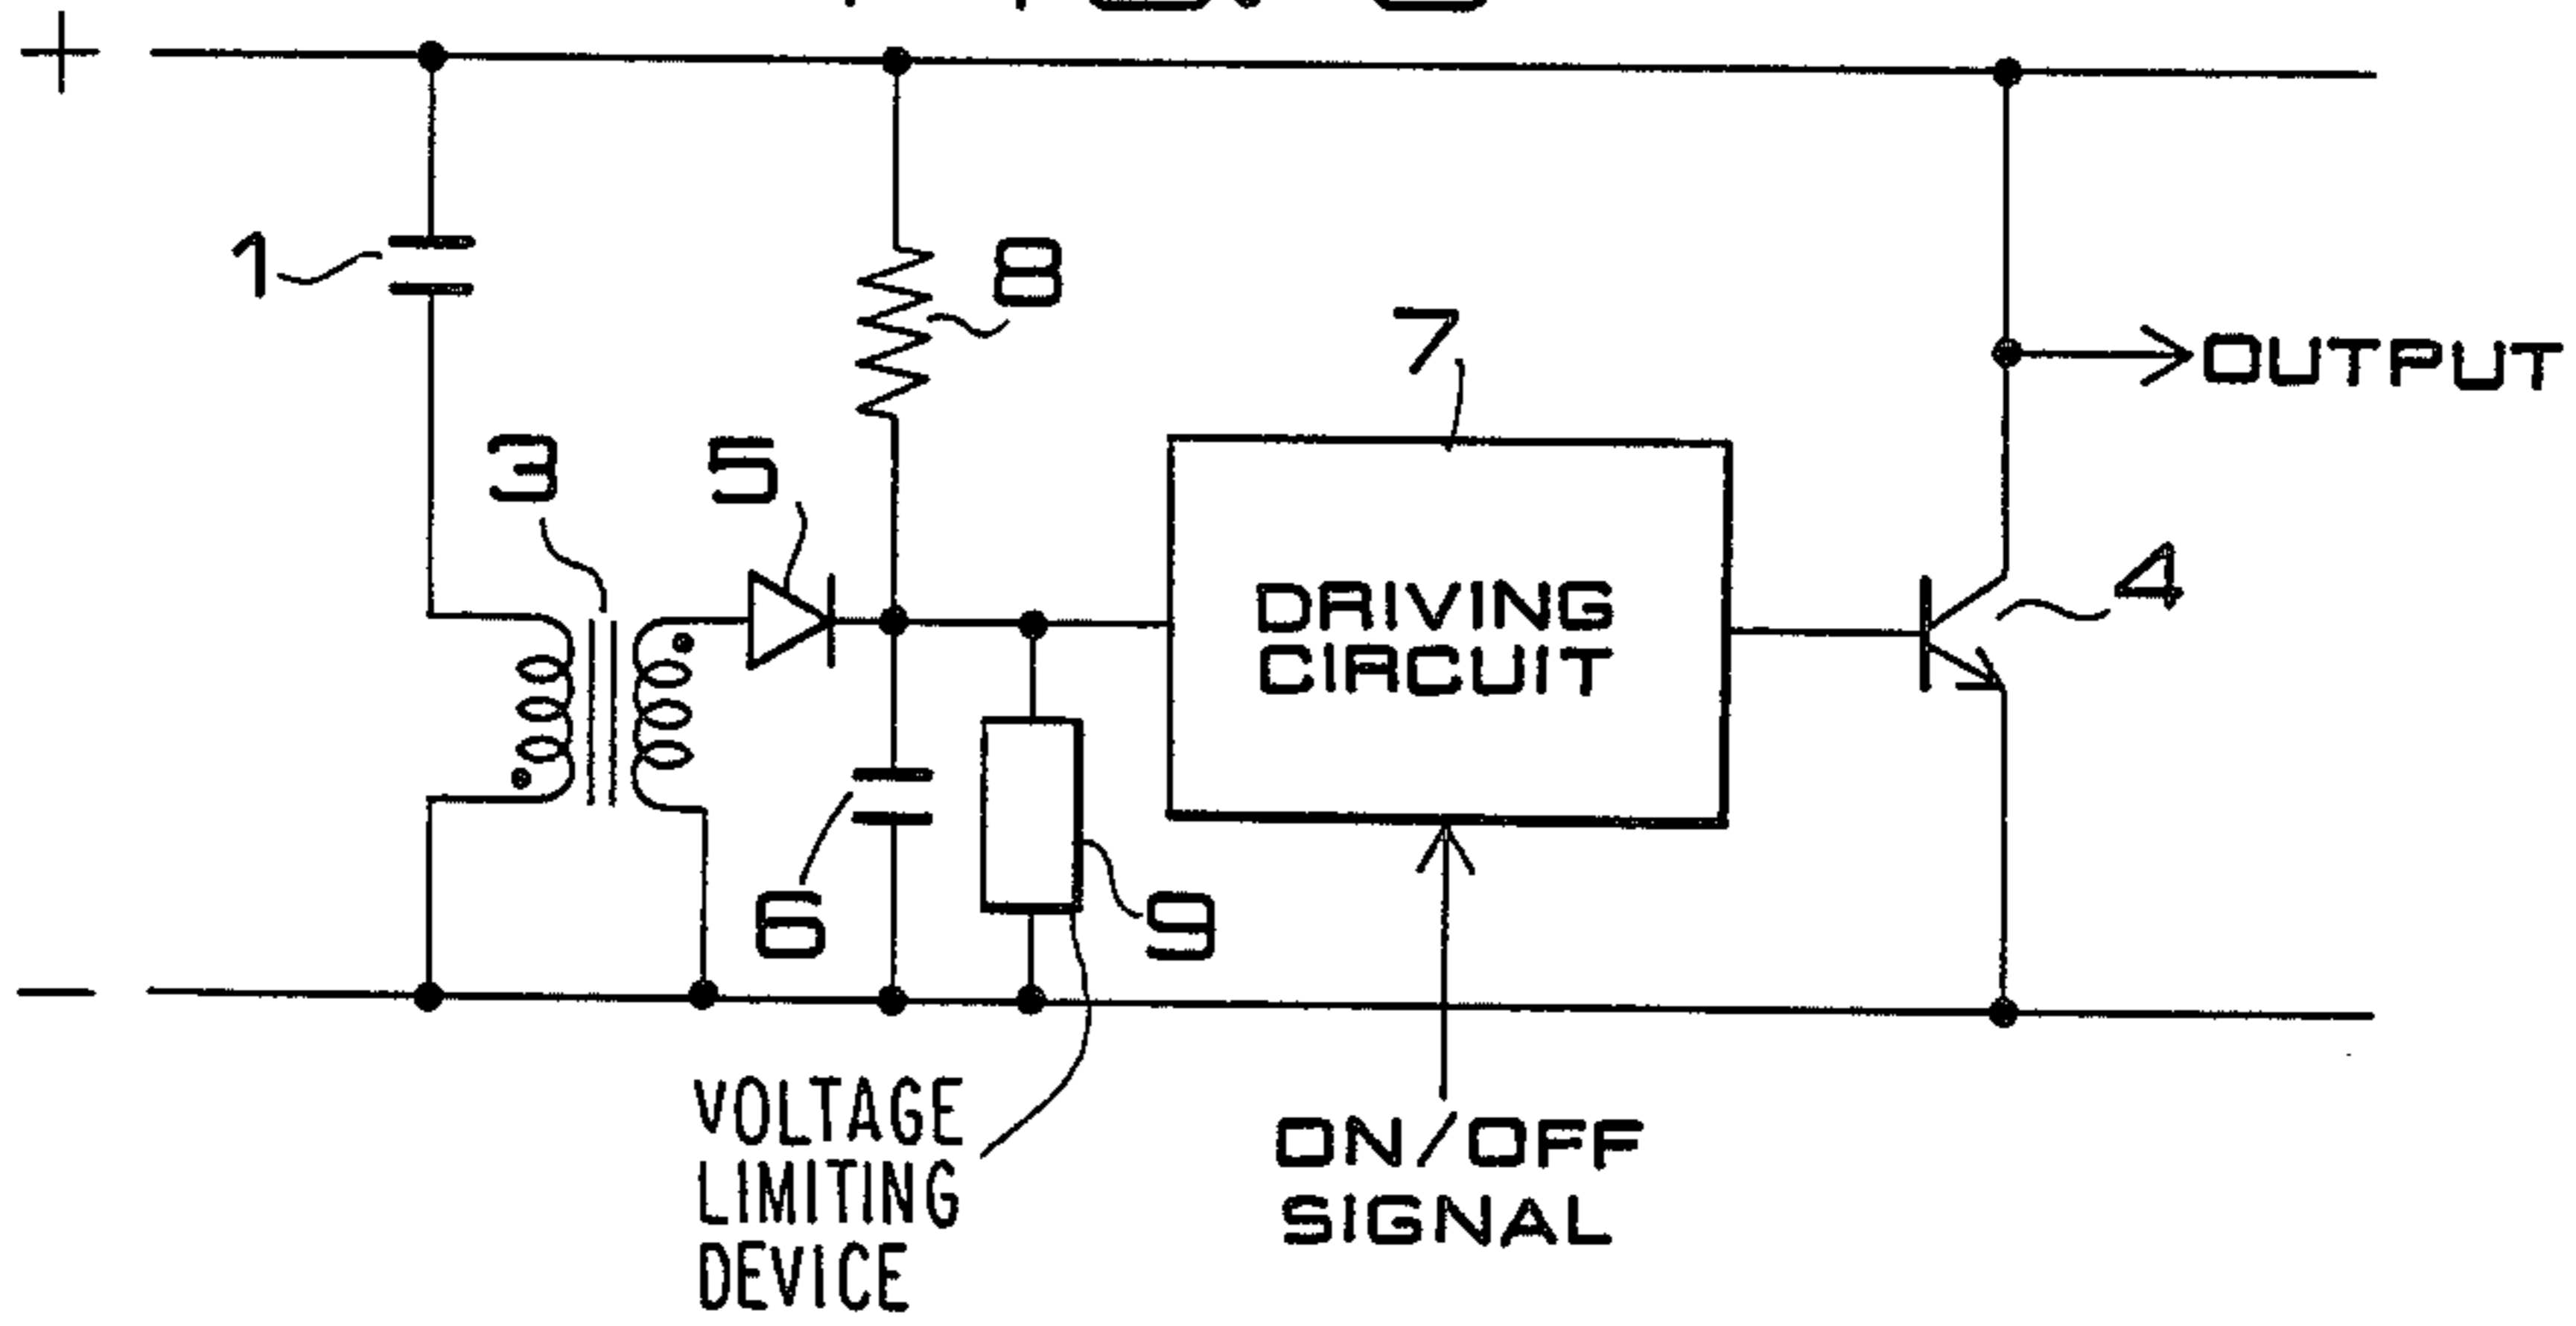 +
1
8
7
OUTPUT
3
5
4
DRIVING
CIRCUIT
6
9
−
VOLTAGE
LIMITING
DEVICE
ON/OFF
SIGNAL